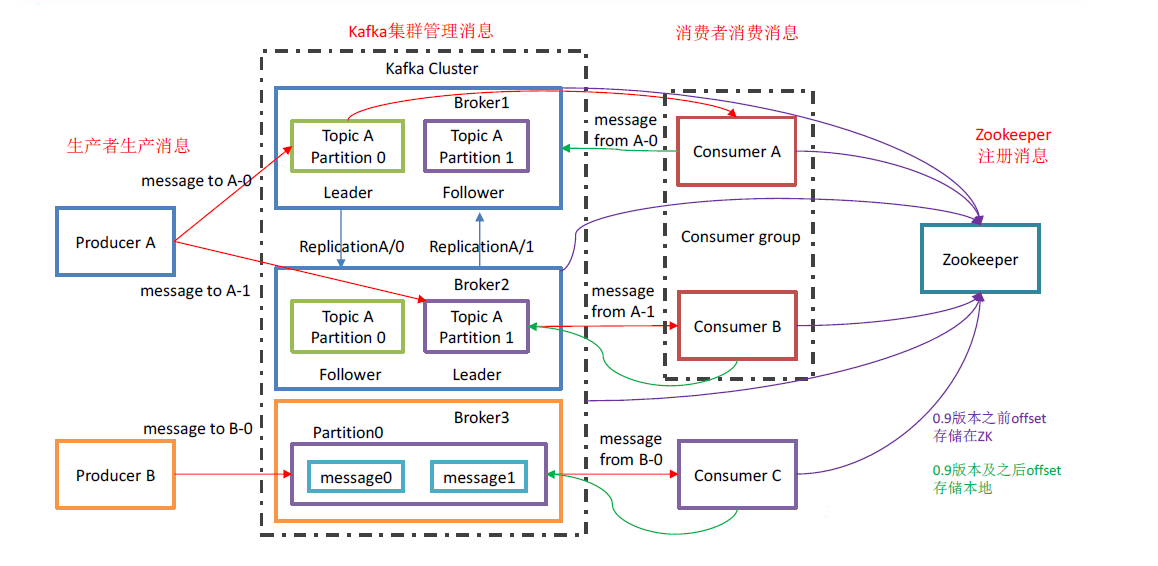 Kafka集群管理消息
消费者消费消息
Kafka Cluster
Broker1
Topic A
Partition 0
Topic A
Partition 1
Leader
Follower
生产者生产消息
message to A-0
Producer A
message to A-1
ReplicationA/0
ReplicationA/1
Broker2
Topic A
Partition 0
Topic A
Partition 1
Follower
Leader
message to B-0
Producer B
Broker3
Partition0
message0
message1
message
from A-0
Consumer A
Consumer group
message
from A-1
Consumer B
message
from B-0
Consumer C
Zookeeper
注册消息
Zookeeper
0.9版本之前offset
存储在ZK
0.9版本及之后offset
存储本地